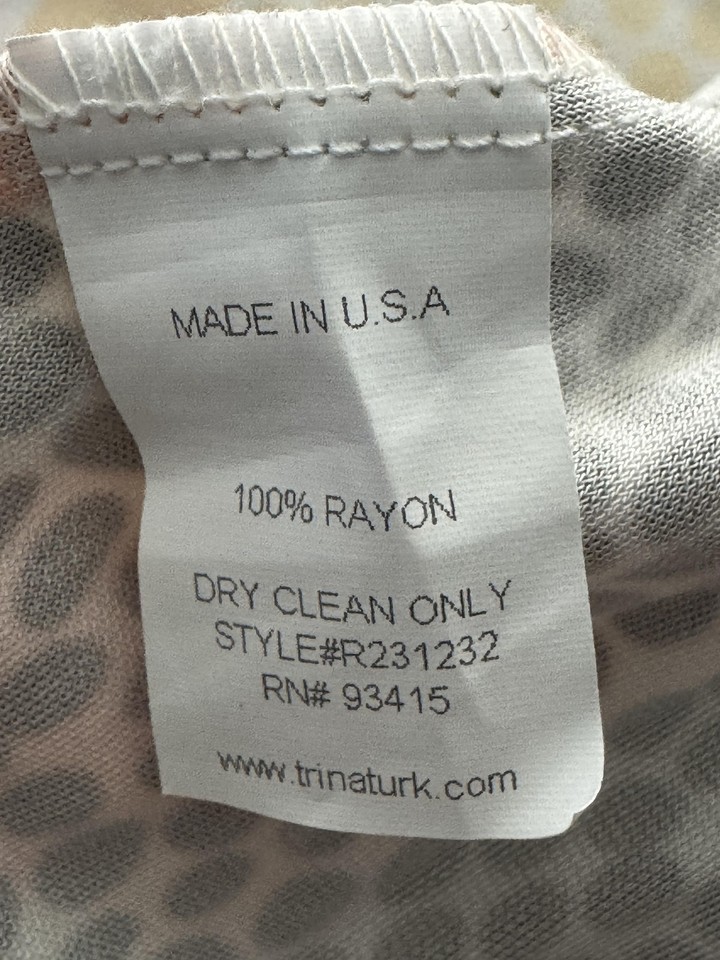 MADE IN U.S.A
100% RAYON
DRY CLEAN ONLY
STYLE#R231232
RN# 93415
www.trinaturk.com